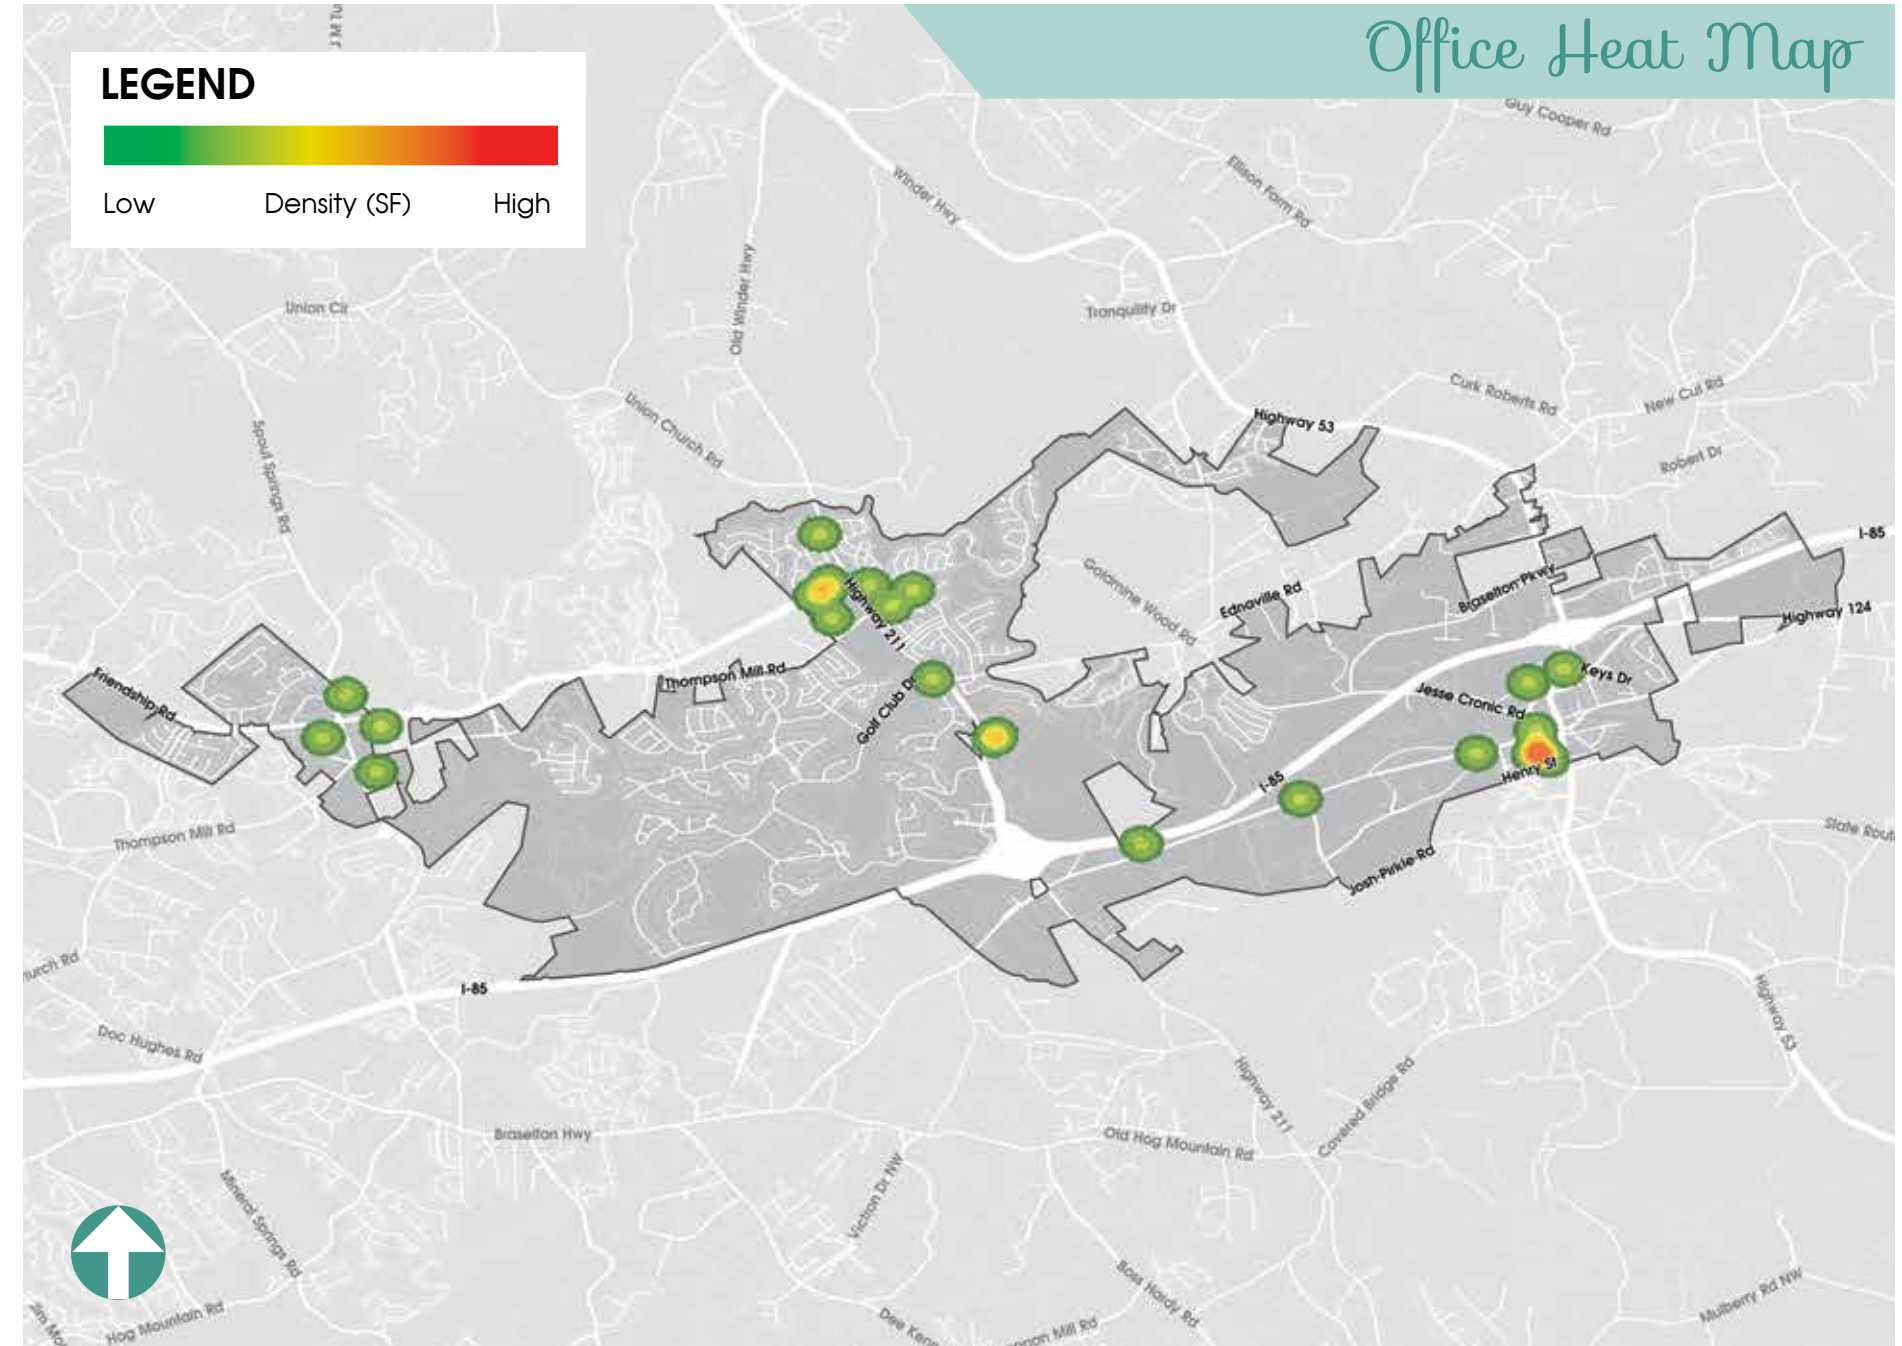 Office Heat Map
LEGEND
Low
Density (SF)
High
Guy Cooper Rd
Ellison Farm Rd
Winder Hwy
Old Winder Hwy
Union Cir
Tranquility Dr
Curk Roberts Rd
New Cut Rd
Union Church Rd
Highway 53
Spout Springs Rd
Robert Dr
I-85
Goldmine Wood Rd
Ednaville Rd
Braselton Pkwy
Highway 211
Highway 124
Friendship Rd
Thompson Mill Rd
Golf Club Dr
Keys Dr
Jesse Cronic Rd
Henry St
I-85
Thompson Mill Rd
Josh Pirkle Rd
I-85
Doc Hughes Rd
Highway 53
Highway 211
Covered Bridge Rd
Braselton Hwy
Old Hog Mountain Rd
Mineral Springs Rd
Victron Dr NW
Boss Hardy Rd
Mulberry Rd NW
Hog Mountain Rd